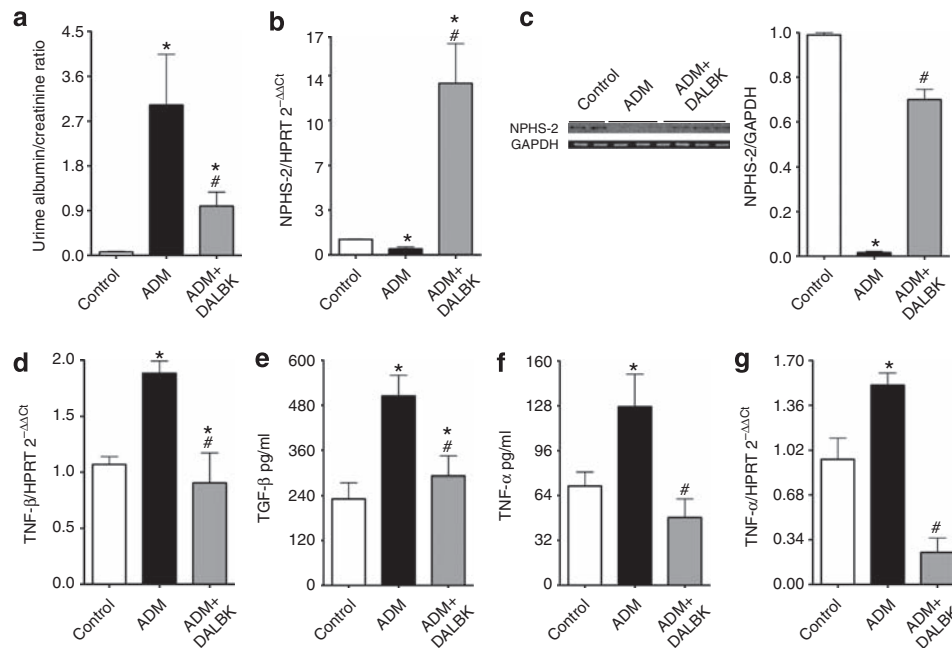 a
Urime albumin/creatinine ratio
4.5
3.6
2.7
1.8
0.9
0.0
*
*
#
Control
ADM
ADM+
DALBK
b
NPHS-2/HPRT 2^−ΔΔCt
17
14
10
7
3
0
*
*
#
Control
ADM
ADM+
DALBK
c
Control
ADM
ADM+
DALBK
NPHS-2
GAPDH
NPHS-2/GAPDH
1.0
0.8
0.6
0.4
0.2
0.0
*
#
Control
ADM
ADM+
DALBK
d
TNF-β/HPRT 2^−ΔΔCt
2.0
1.5
1.0
0.5
0.0
*
*
#
Control
ADM
ADM+
DALBK
e
TGF-β pg/ml
600
480
360
240
120
0
*
*
#
Control
ADM
ADM+
DALBK
f
TNF-α pg/ml
160
128
96
64
32
0
*
#
Control
ADM
ADM+
DALBK
g
TNF-α/HPRT 2^−ΔΔCt
1.70
1.36
1.02
0.68
0.34
0.00
*
#
Control
ADM
ADM+
DALBK